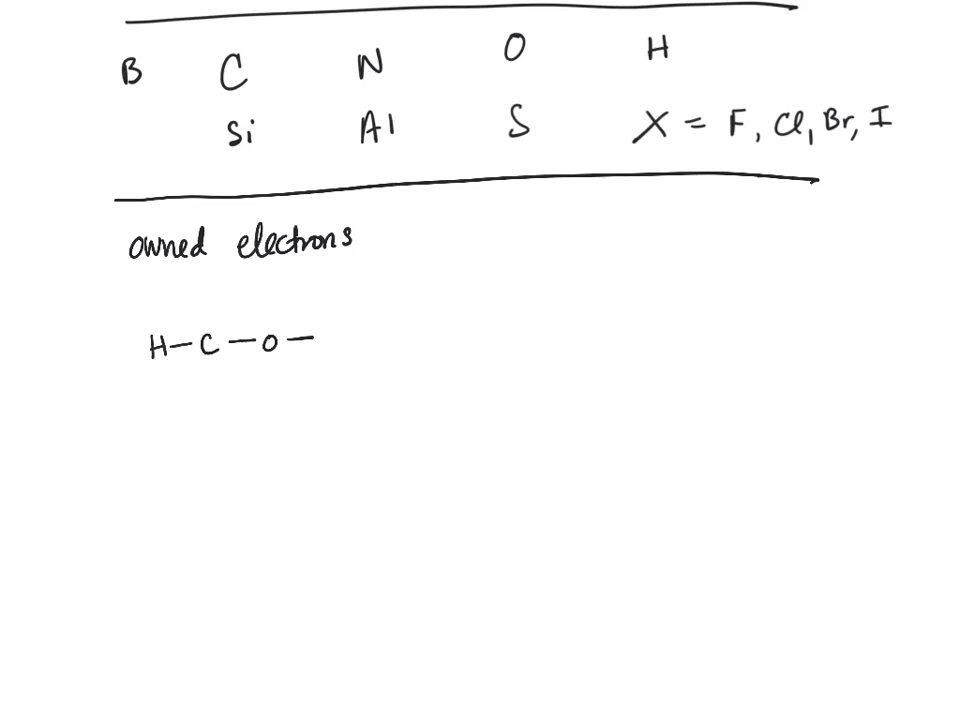 B C N O H
Si Al S X = F, Cl, Br, I
owned electrons
H-C-O-